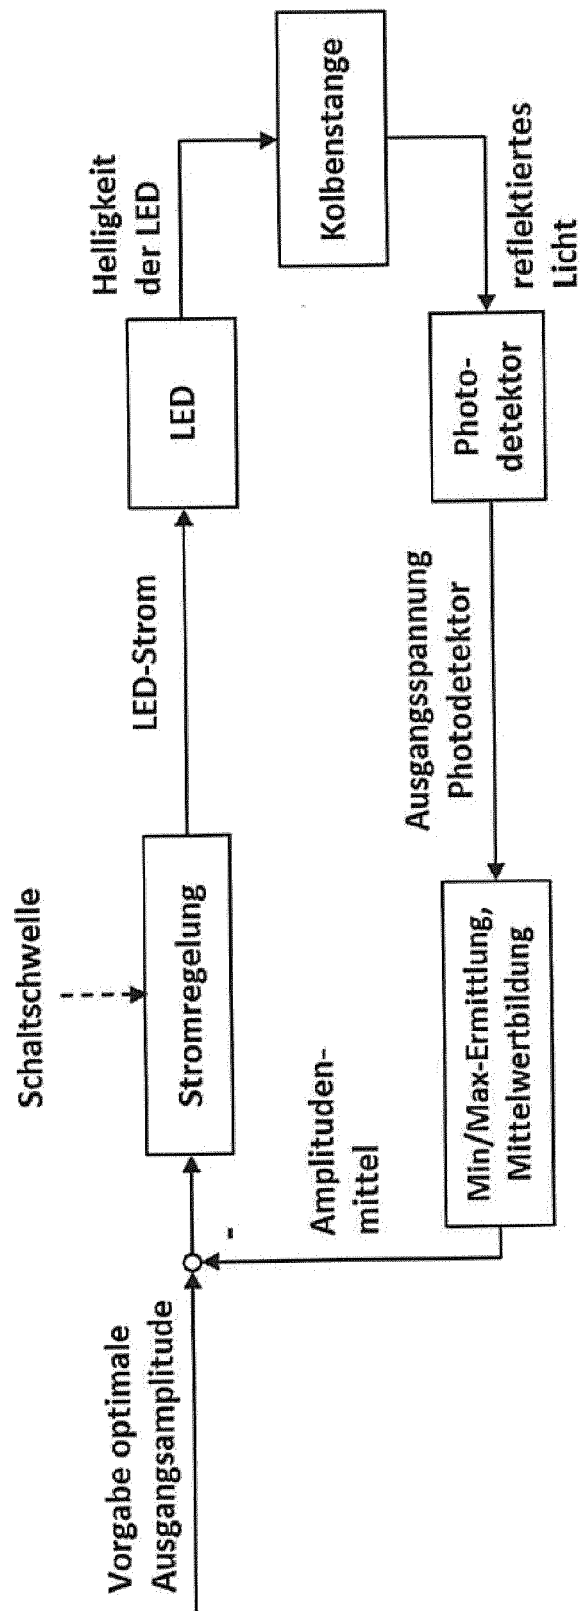 Vorgabe optimale
Ausgangsamplitude
Schaltschwelle
Stromregelung
LED-Strom
LED
Helligkeit
der LED
Kolbenstange
reflektiertes
Licht
Photo-
detektor
Ausgangsspannung
Photodetektor
Min/Max-Ermittlung,
Mittelwertbildung
Amplituden-
mittel
-